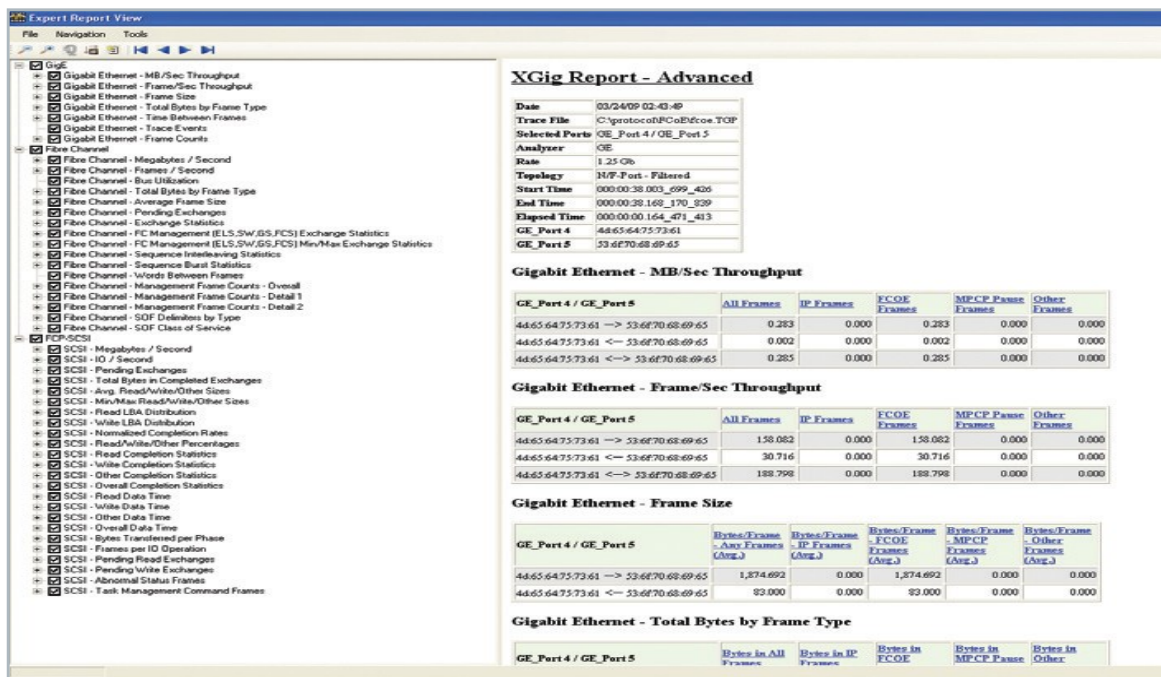 Expert Report View
File Navigation Tools
GigE
Gigabit Ethernet - MB/Sec Throughput
Gigabit Ethernet - Frame/Sec Throughput
Gigabit Ethernet - Frame Size
Gigabit Ethernet - Total Bytes by Frame Type
Gigabit Ethernet - Time Between Frames
Gigabit Ethernet - Trace Events
Gigabit Ethernet - Frame Counts
Fibre Channel
Fibre Channel - Megabytes / Second
Fibre Channel - Frames / Second
Fibre Channel - Bus Utilization
Fibre Channel - Total Bytes by Frame Type
Fibre Channel - Average Frame Size
Fibre Channel - Pending Exchanges
Fibre Channel - Exchange Statistics
Fibre Channel - FC Management (ELS,SW,GS,FCS) Exchange Statistics
Fibre Channel - FC Management (ELS,SW,GS,FCS) Min/Max Exchange Statistics
Fibre Channel - Sequence Interleaving Statistics
Fibre Channel - Sequence Burst Statistics
Fibre Channel - Words Between Frames
Fibre Channel - Management Frame Counts - Overall
Fibre Channel - Management Frame Counts - Detail 1
Fibre Channel - Management Frame Counts - Detail 2
Fibre Channel - SOF Delimiters by Type
Fibre Channel - SOF Class of Service
FCP-SCSI
SCSI - Megabytes / Second
SCSI - IO / Second
SCSI - Pending Exchanges
SCSI - Total Bytes in Completed Exchanges
SCSI - Avg. Read/Write/Other Sizes
SCSI - Min/Max Read/Write/Other Sizes
SCSI - Read LBA Distribution
SCSI - Write LBA Distribution
SCSI - Normalized Completion Rates
SCSI - Read/Write/Other Percentages
SCSI - Read Completion Statistics
SCSI - Write Completion Statistics
SCSI - Other Completion Statistics
SCSI - Overall Completion Statistics
SCSI - Read Data Time
SCSI - Write Data Time
SCSI - Other Data Time
SCSI - Overall Data Time
SCSI - Bytes Transferred per Phase
SCSI - Frames per IO Operation
SCSI - Pending Read Exchanges
SCSI - Pending Write Exchanges
SCSI - Abnormal Status Frames
SCSI - Task Management Command Frames
XGig Report - Advanced
Date 03/24/09 02:43:49
Trace File C:\protocol\FCoE\fcoe.TGP
Selected Ports GE_Port 4 / GE_Port 5
Analyzer GE
Rate 1.25 Gb
Topology N/F-Port - Filtered
Start Time 000:00:38.003_699_426
End Time 000:00:38.168_170_839
Elapsed Time 000:00:00.164_471_413
GE_Port 4 4d:65:64:75:73:61
GE_Port 5 53:6f:70:68:69:65
Gigabit Ethernet - MB/Sec Throughput
GE_Port 4 / GE_Port 5 All Frames IP Frames FCOE Frames MPCP Pause Frames Other Frames
4d:65:64:75:73:61 --> 53:6f:70:68:69:65 0.283 0.000 0.283 0.000 0.000
4d:65:64:75:73:61 <-- 53:6f:70:68:69:65 0.002 0.000 0.002 0.000 0.000
4d:65:64:75:73:61 <--> 53:6f:70:68:69:65 0.285 0.000 0.285 0.000 0.000
Gigabit Ethernet - Frame/Sec Throughput
GE_Port 4 / GE_Port 5 All Frames IP Frames FCOE Frames MPCP Pause Frames Other Frames
4d:65:64:75:73:61 --> 53:6f:70:68:69:65 158.082 0.000 158.082 0.000 0.000
4d:65:64:75:73:61 <-- 53:6f:70:68:69:65 30.716 0.000 30.716 0.000 0.000
4d:65:64:75:73:61 <--> 53:6f:70:68:69:65 188.798 0.000 188.798 0.000 0.000
Gigabit Ethernet - Frame Size
GE_Port 4 / GE_Port 5 Bytes/Frame - Any Frames (Avg.) Bytes/Frame - IP Frames (Avg.) Bytes/Frame - FCOE Frames (Avg.) Bytes/Frame - MPCP Frames (Avg.) Bytes/Frame - Other Frames (Avg.)
4d:65:64:75:73:61 --> 53:6f:70:68:69:65 1,874.692 0.000 1,874.692 0.000 0.000
4d:65:64:75:73:61 <-- 53:6f:70:68:69:65 83.000 0.000 83.000 0.000 0.000
Gigabit Ethernet - Total Bytes by Frame Type
GE_Port 4 / GE_Port 5 Bytes in All Frames Bytes in IP Frames Bytes in FCOE Bytes in MPCP Pause Bytes in Other